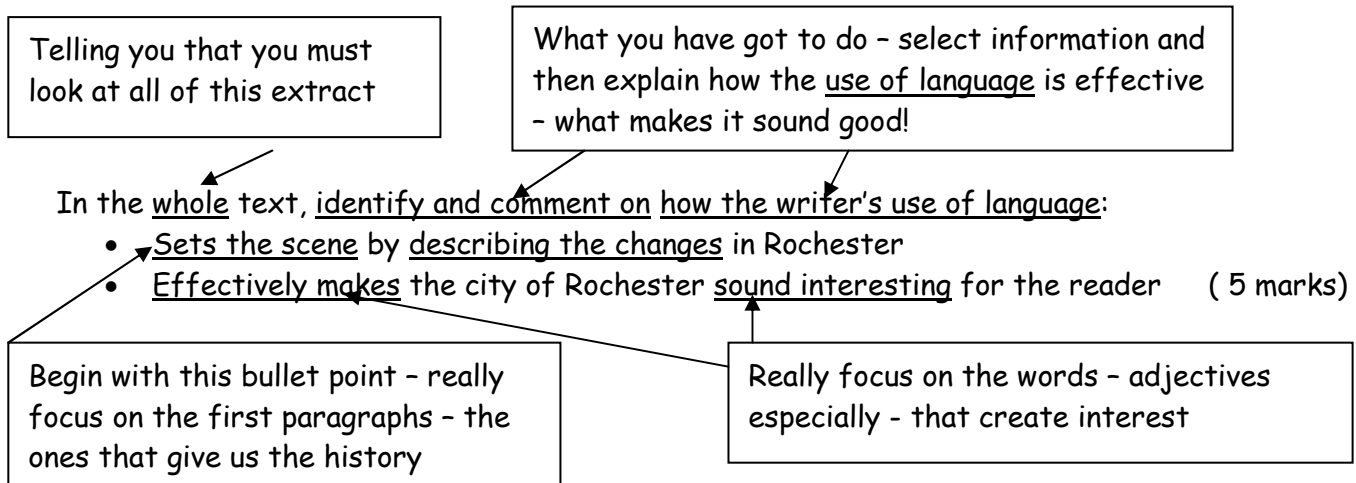 Telling you that you must
look at all of this extract
What you have got to do – select information and
then explain how the use of language is effective
– what makes it sound good!
In the whole text, identify and comment on how the writer's use of language:
• Sets the scene by describing the changes in Rochester
• Effectively makes the city of Rochester sound interesting for the reader ( 5 marks)
Begin with this bullet point – really
focus on the first paragraphs – the
ones that give us the history
Really focus on the words – adjectives
especially - that create interest